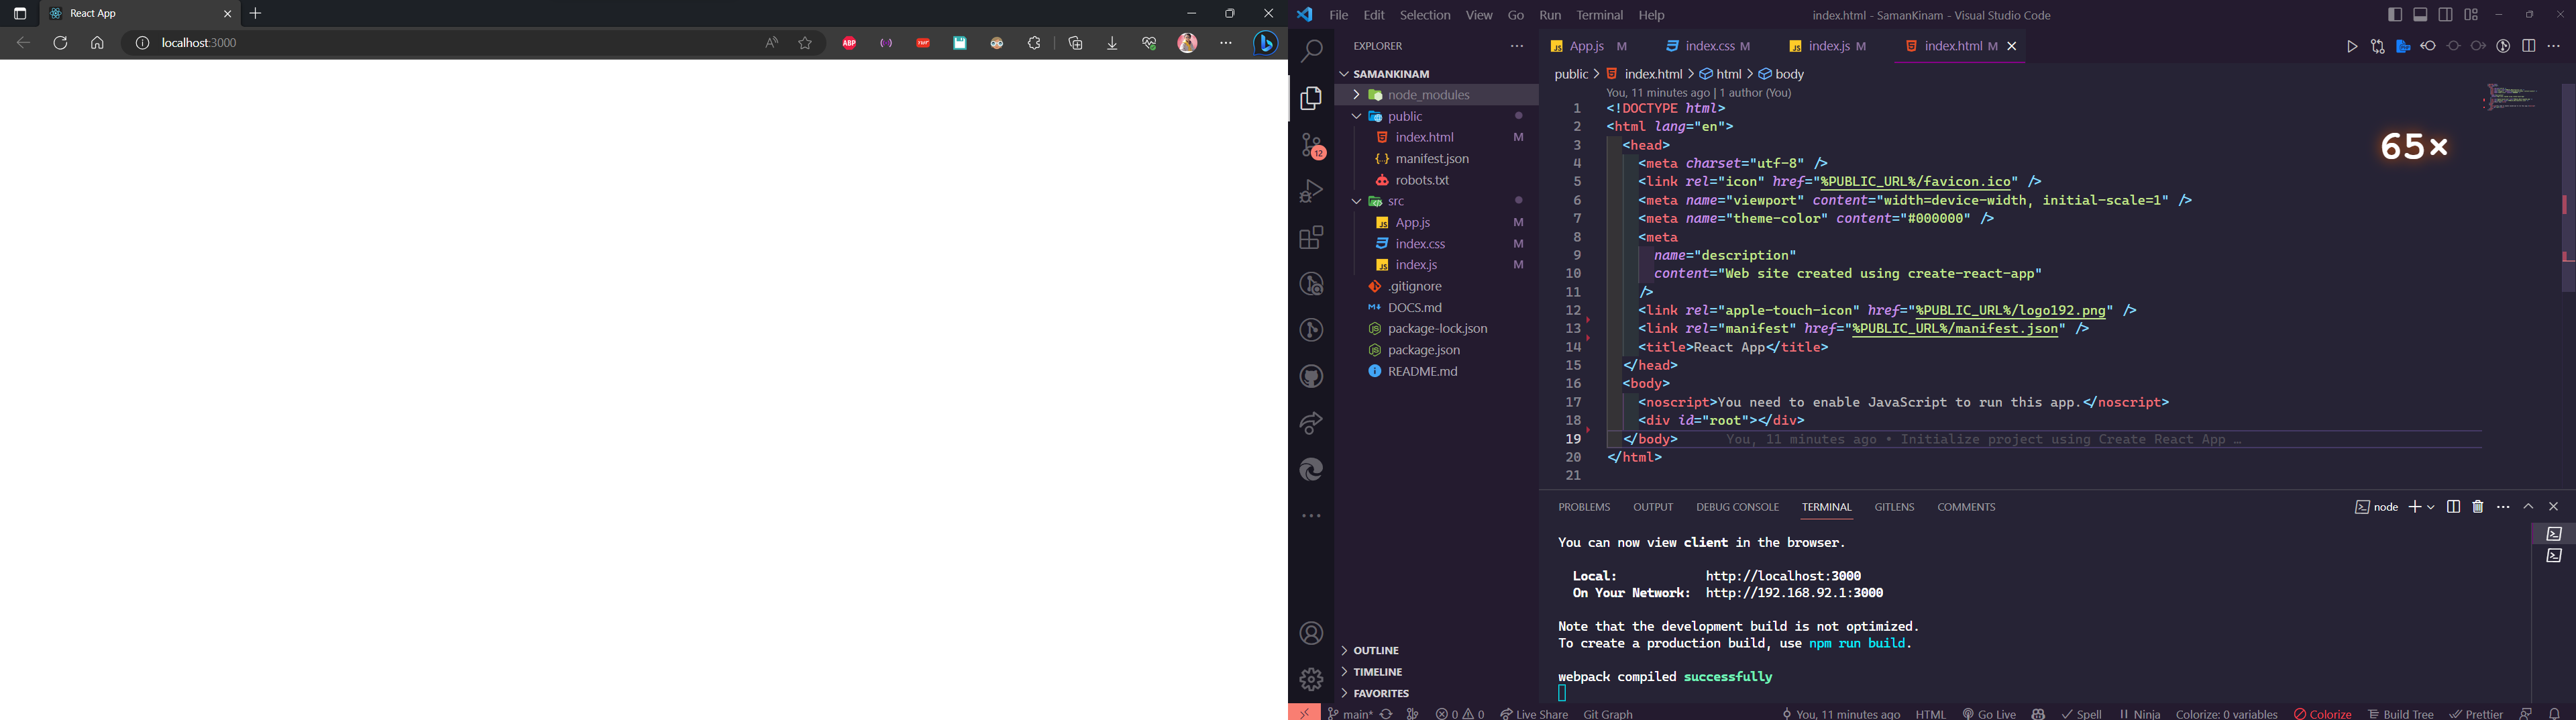 React App
localhost:3000
ABP
File Edit Selection View Go Run Terminal Help
index.html - SamanKinam - Visual Studio Code
EXPLORER
SAMANKINAM
node_modules
public
index.html M
manifest.json
robots.txt
src
App.js M
index.css M
index.js M
.gitignore
DOCS.md
package-lock.json
package.json
README.md
OUTLINE
TIMELINE
FAVORITES
12
App.js M index.css M index.js M index.html M
public > index.html > html > body
You, 11 minutes ago | 1 author (You)
1 <!DOCTYPE html>
2 <html lang="en">
3 <head>
4 <meta charset="utf-8" />
5 <link rel="icon" href="%PUBLIC_URL%/favicon.ico" />
6 <meta name="viewport" content="width=device-width, initial-scale=1" />
7 <meta name="theme-color" content="#000000" />
8 <meta
9 name="description"
10 content="Web site created using create-react-app"
11 />
12 <link rel="apple-touch-icon" href="%PUBLIC_URL%/logo192.png" />
13 <link rel="manifest" href="%PUBLIC_URL%/manifest.json" />
14 <title>React App</title>
15 </head>
16 <body>
17 <noscript>You need to enable JavaScript to run this app.</noscript>
18 <div id="root"></div>
19 </body> You, 11 minutes ago • Initialize project using Create React App …
20 </html>
21
65×
PROBLEMS OUTPUT DEBUG CONSOLE TERMINAL GITLENS COMMENTS
node
You can now view client in the browser.
Local: http://localhost:3000
On Your Network: http://192.168.92.1:3000
Note that the development build is not optimized.
To create a production build, use npm run build.
webpack compiled successfully
main* 0 0 Live Share Git Graph
You, 11 minutes ago HTML Go Live Spell Ninja Colorize: 0 variables Colorize Build Tree Prettier